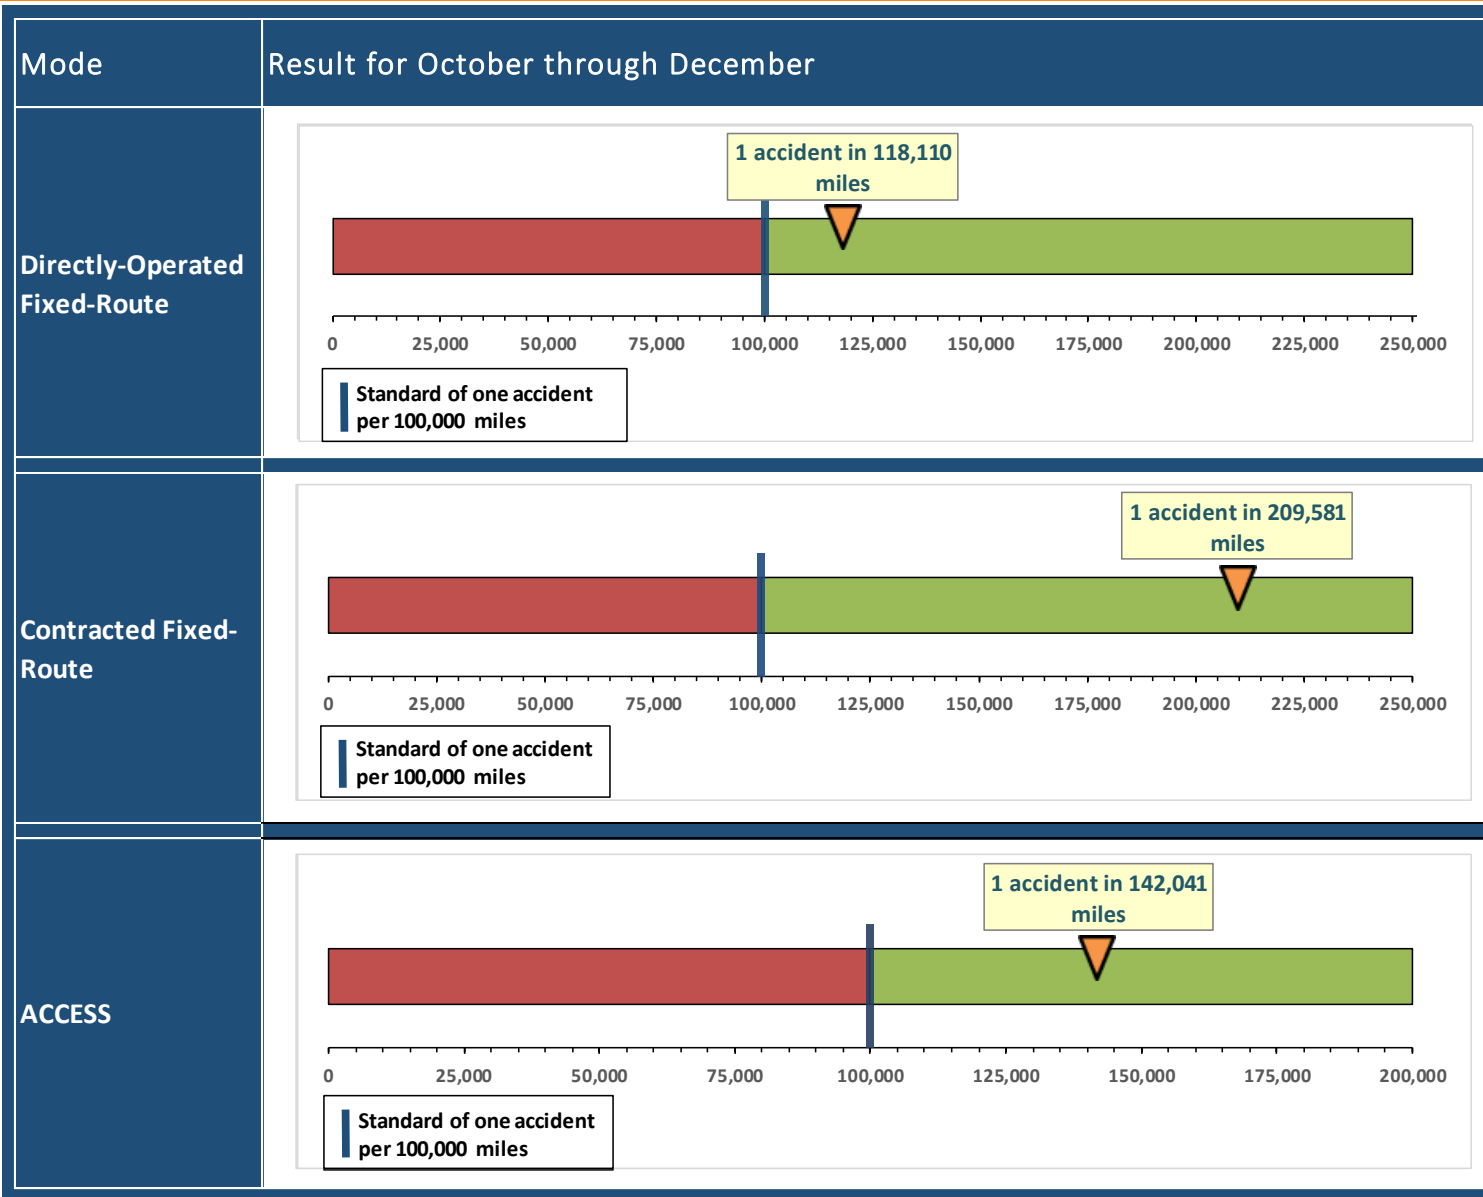 Mode
Result for October through December
Directly-Operated
Fixed-Route
1 accident in 118,110
miles
0 25,000 50,000 75,000 100,000 125,000 150,000 175,000 200,000 225,000 250,000
Standard of one accident
per 100,000 miles
Contracted Fixed-
Route
1 accident in 209,581
miles
0 25,000 50,000 75,000 100,000 125,000 150,000 175,000 200,000 225,000 250,000
Standard of one accident
per 100,000 miles
ACCESS
1 accident in 142,041
miles
0 25,000 50,000 75,000 100,000 125,000 150,000 175,000 200,000
Standard of one accident
per 100,000 miles